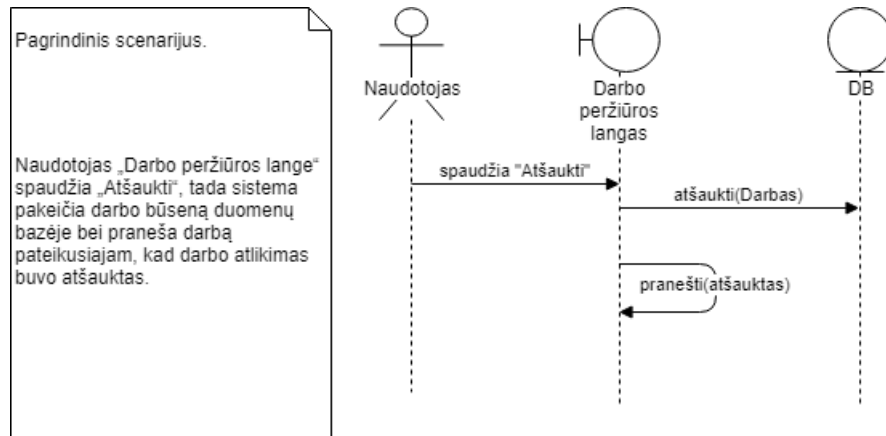 Pagrindinis scenarijus.
Naudotojas „Darbo peržiūros lange“
spaudžia „Atšaukti“, tada sistema
pakeičia darbo būseną duomenų
bazėje bei praneša darbą
pateikusiajam, kad darbo atlikimas
buvo atšauktas.
Naudotojas
Darbo
peržiūros
langas
DB
spaudžia "Atšaukti"
atšaukti(Darbas)
pranešti(atšauktas)